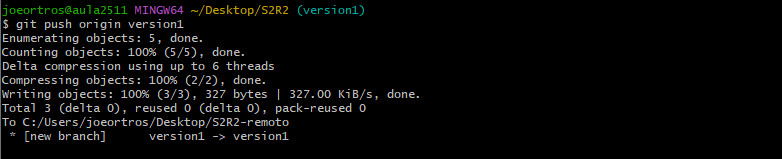 joeortros@aula2511 MINGW64 ~/Desktop/S2R2 (version1)
$ git push origin version1
Enumerating objects: 5, done.
Counting objects: 100% (5/5), done.
Delta compression using up to 6 threads
Compressing objects: 100% (2/2), done.
Writing objects: 100% (3/3), 327 bytes | 327.00 KiB/s, done.
Total 3 (delta 0), reused 0 (delta 0), pack-reused 0
To C:/Users/joeortros/Desktop/S2R2-remoto
 * [new branch]      version1 -> version1